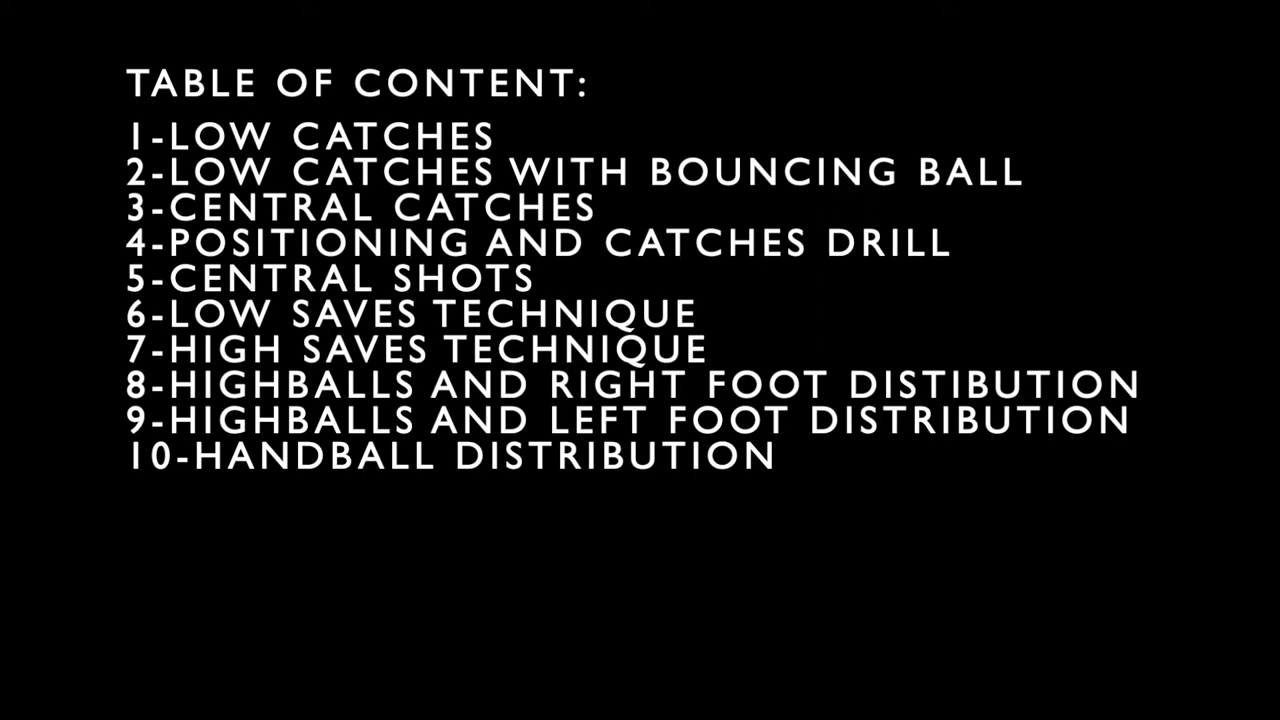 TABLE OF CONTENT:
1-LOW CATCHES
2-LOW CATCHES WITH BOUNCING BALL
3-CENTRAL CATCHES
4-POSITIONING AND CATCHES DRILL
5-CENTRAL SHOTS
6-LOW SAVES TECHNIQUE
7-HIGH SAVES TECHNIQUE
8-HIGHBALLS AND RIGHT FOOT DISTIBUTION
9-HIGHBALLS AND LEFT FOOT DISTRIBUTION
10-HANDBALL DISTRIBUTION